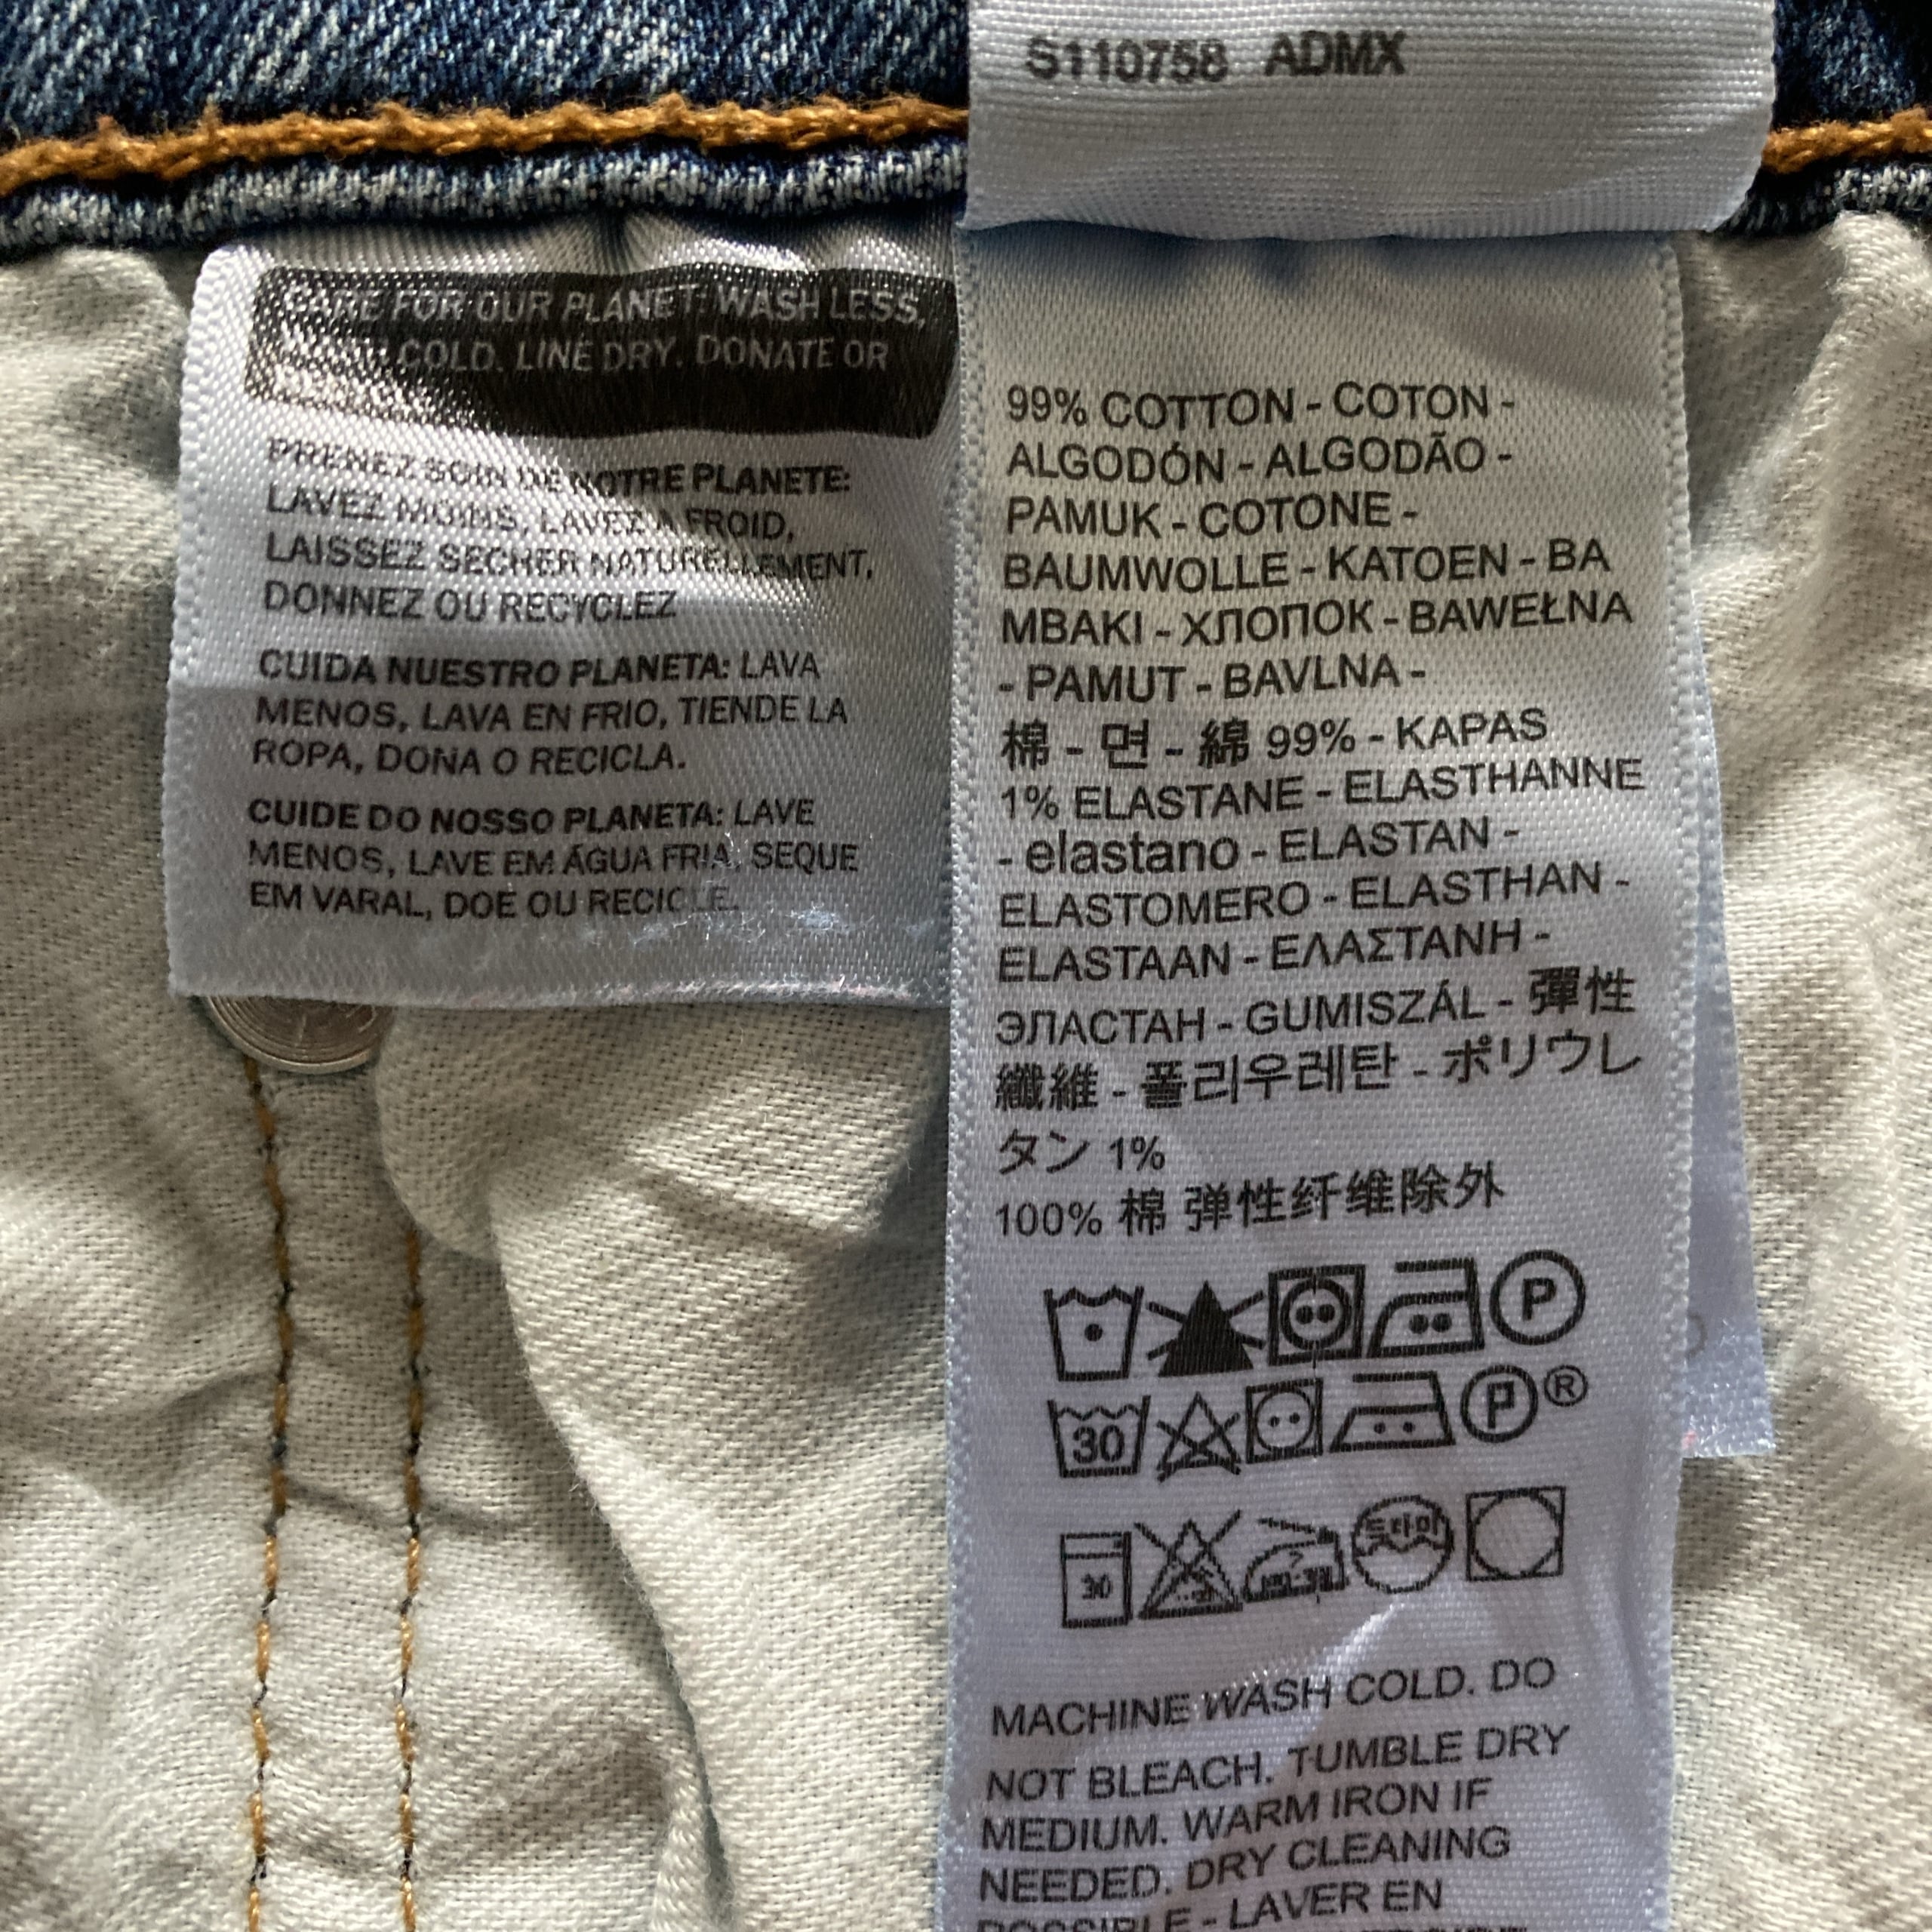 S110758 ADMX
CARE FOR OUR PLANET: WASH LESS,
COLD. LINE DRY. DONATE OR
PRENEZ SOIN DE NOTRE PLANETE:
LAVEZ MOINS, LAVEZ A FROID,
LAISSEZ SECHER NATURELLEMENT,
DONNEZ OU RECYCLEZ
CUIDA NUESTRO PLANETA: LAVA
MENOS, LAVA EN FRIO, TIENDE LA
ROPA, DONA O RECICLA.
CUIDE DO NOSSO PLANETA: LAVE
MENOS, LAVE EM ÁGUA FRIA, SEQUE
EM VARAL, DOE OU RECICLE.
99% COTTON - COTON -
ALGODÓN - ALGODÃO -
PAMUK - COTONE -
BAUMWOLLE - KATOEN - BA
MBAKI - ХЛОПОК - BAWEŁNA
- PAMUT - BAVLNA -
棉 - 면 - 綿 99% - KAPAS
1% ELASTANE - ELASTHANNE
- elastano - ELASTAN -
ELASTOMERO - ELASTHAN -
ELASTAAN - ΕΛΑΣΤΑΝΗ -
ЭЛАСТАН - GUMISZÁL - 彈性
纖維 - 폴리우레탄 - ポリウレ
タン 1%
100% 棉 弹性纤维除外
P
30 P ®
30 드라이
MACHINE WASH COLD. DO
NOT BLEACH. TUMBLE DRY
MEDIUM. WARM IRON IF
NEEDED. DRY CLEANING
POSSIBLE - LAVER EN